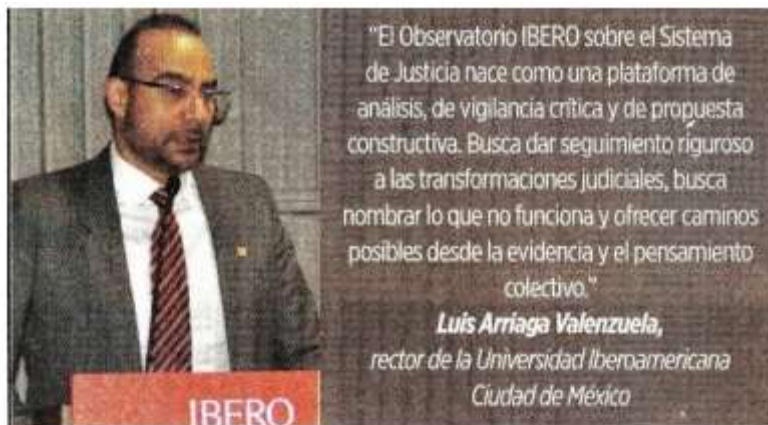 "El Observatorio IBERO sobre el Sistema
de Justicia nace como una plataforma de
análisis, de vigilancia crítica y de propuesta
constructiva. Busca dar seguimiento riguroso
a las transformaciones judiciales, busca
nombrar lo que no funciona y ofrecer caminos
posibles desde la evidencia y el pensamiento
colectivo."
Luis Arriaga Valenzuela,
rector de la Universidad Iberoamericana
Ciudad de México
IBERO